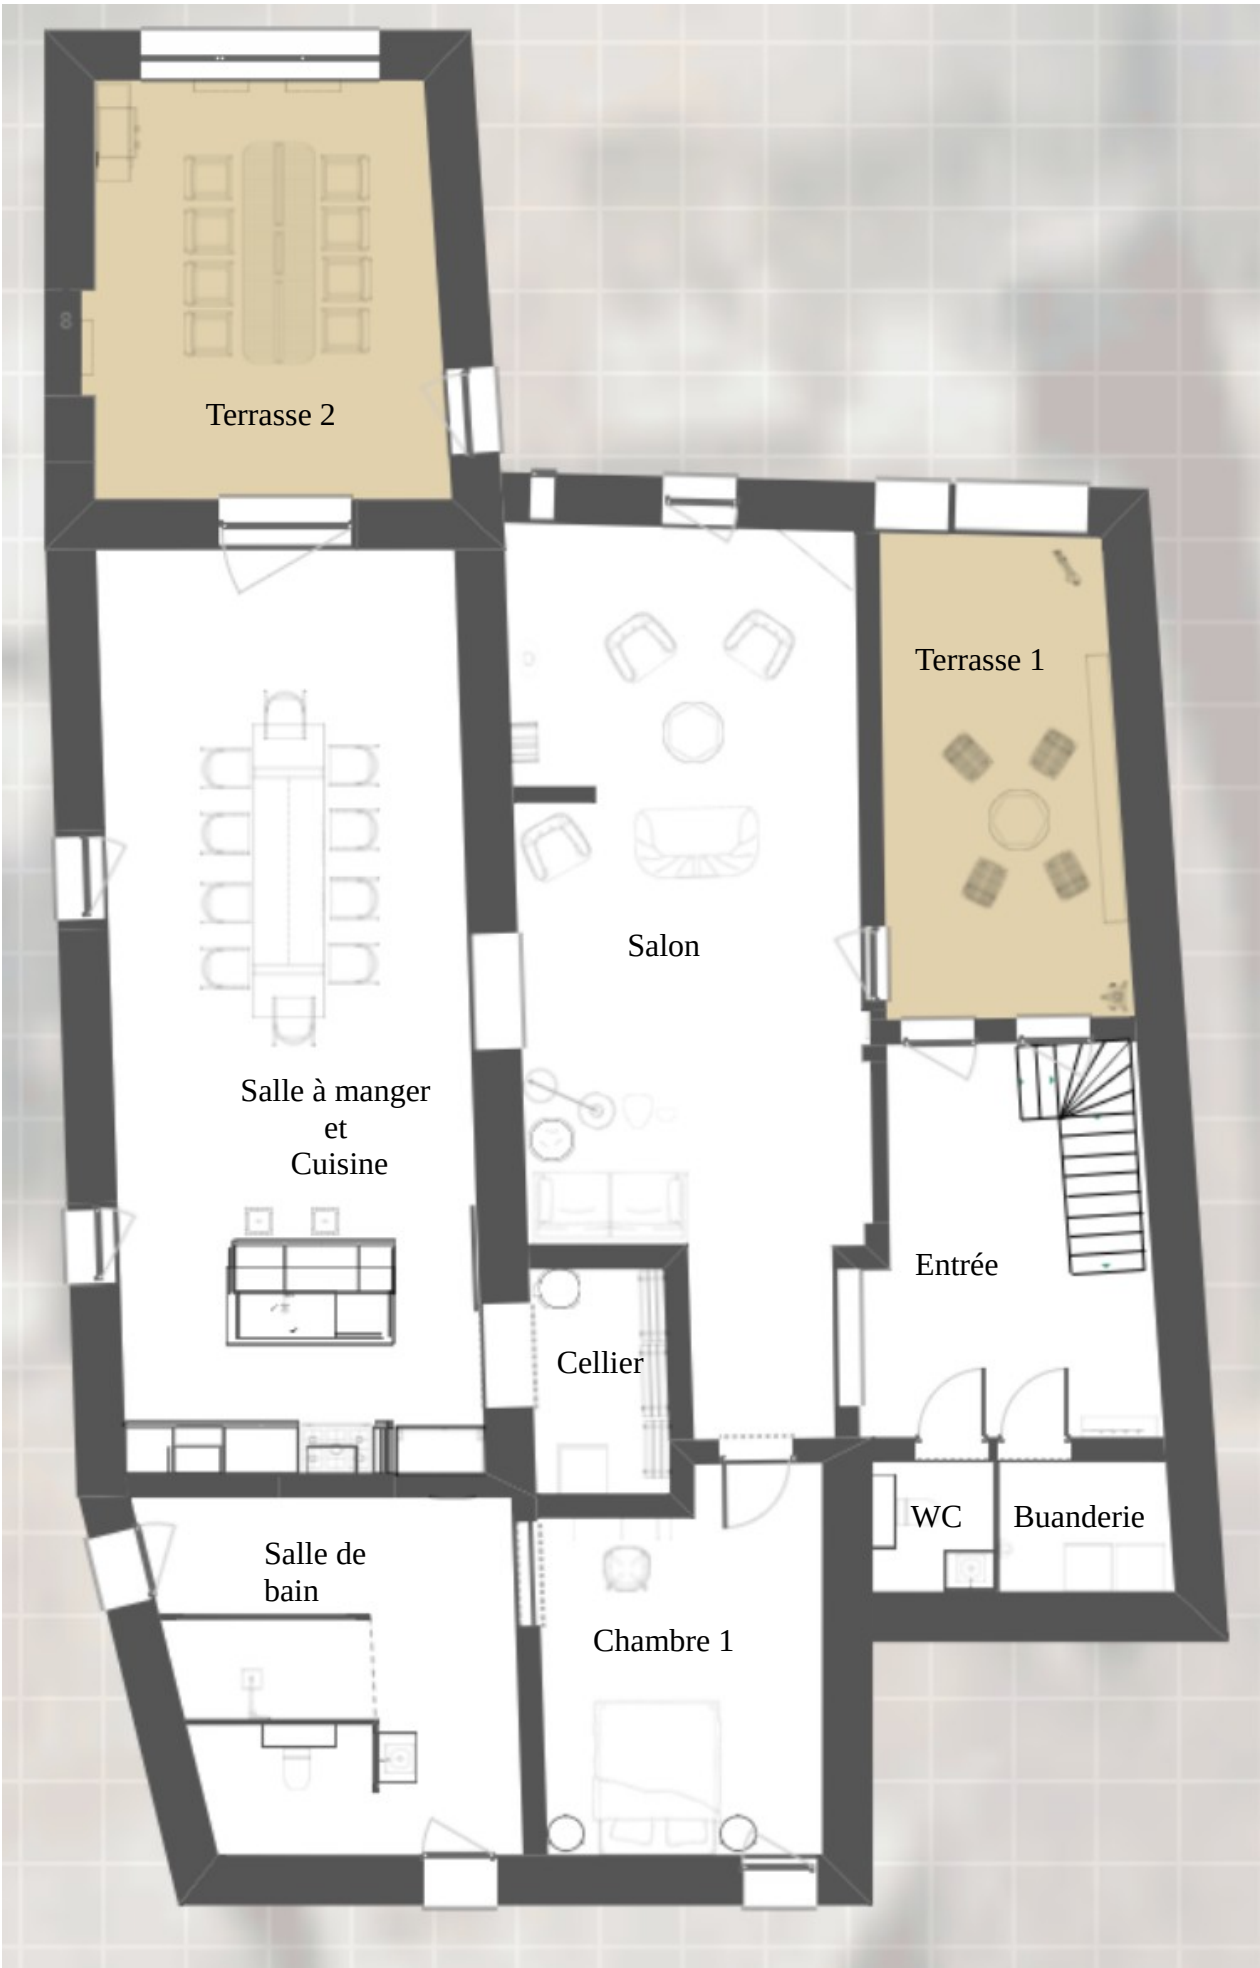 Terrasse 2
Terrasse 1
Salon
Salle à manger
et
Cuisine
Entrée
Cellier
WC
Buanderie
Salle de
bain
Chambre 1